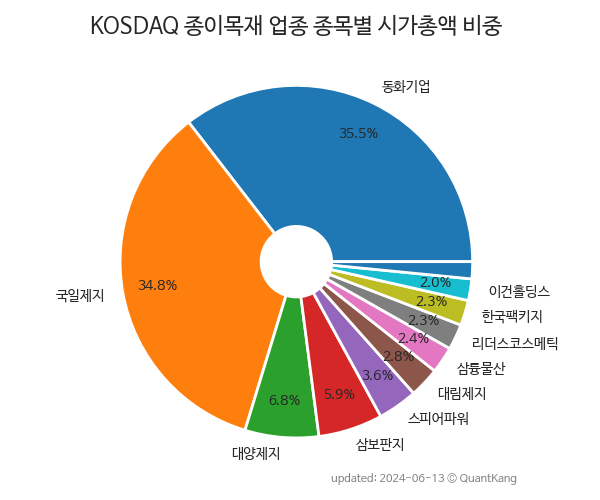 KOSDAQ 종이목재 업종 종목별 시가총액 비중
동화기업
35.5%
국일제지
34.8%
대양제지
6.8%
삼보판지
5.9%
스피어파워
3.6%
대림제지
2.8%
삼륭물산
2.4%
리더스코스메틱
2.3%
한국팩키지
2.3%
이건홀딩스
2.0%
updated: 2024-06-13 © QuantKang